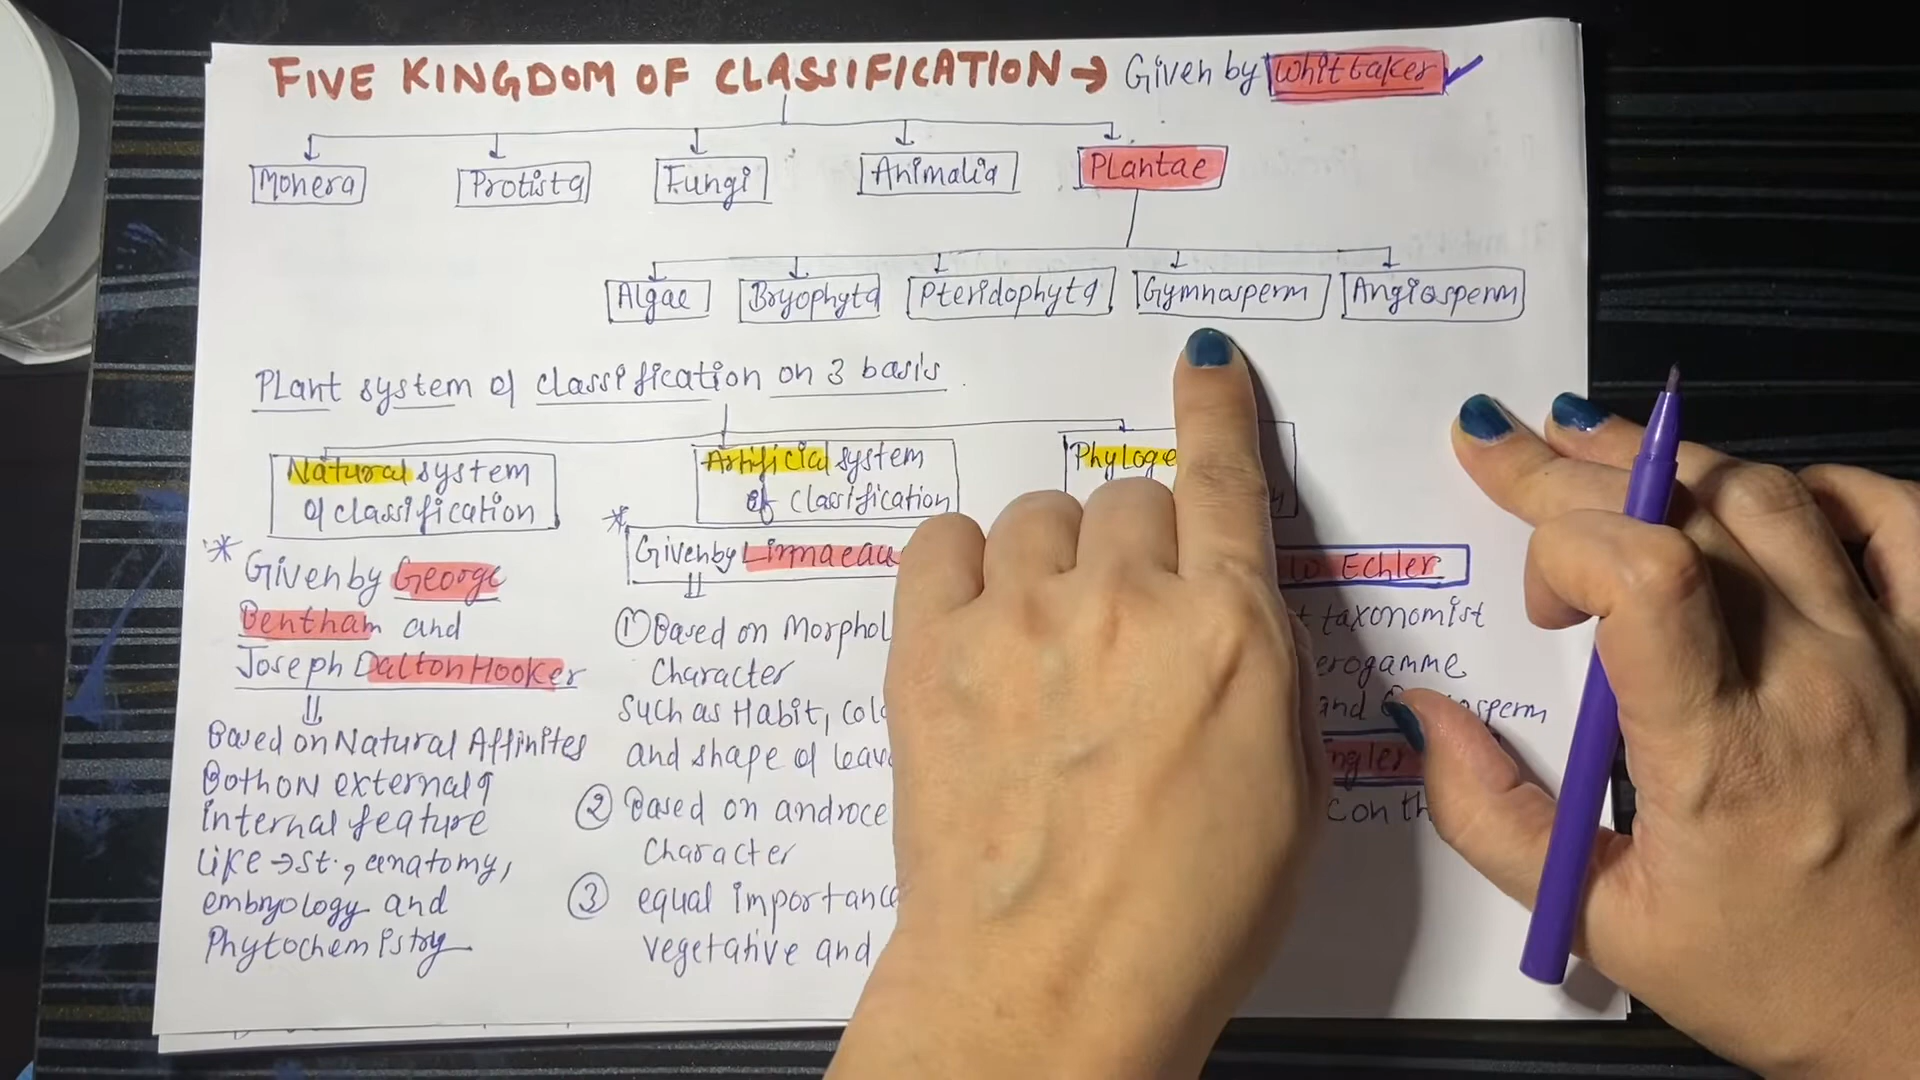 FIVE KINGDOM OF CLASSIFICATION → Given by Whittaker ✓
Monera Protista Fungi Animalia Plantae
Algae Bryophyta Pteridophyta Gymnosperm Angiosperm
Plant system of classification on 3 basis
Natural system
of classification
* Given by George
Bentham and
Joseph Dalton Hooker
Based on Natural Affinites
Both on external &
internal feature
like → st., anatomy,
embryology and
Phytochemistry
Artificial system
of classification
* Given by Linnaeau
① Based on Morphol
Character
Such as Habit, colo
and shape of leav
② Based on androce
Character
③ equal importance
vegetative and
Phyloge
W Echler
taxonomist
erogamme
and sperm
ngler
con th